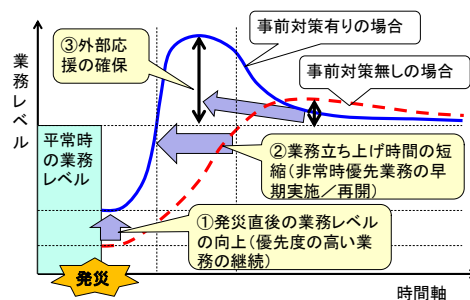 業務レベル
③外部応
援の確保
事前対策有りの場合
事前対策無しの場合
平常時
の業務
レベル
②業務立ち上げ時間の短
縮(非常時優先業務の早
期実施／再開)
①発災直後の業務レベル
の向上(優先度の高い業
務の継続)
発災
時間軸